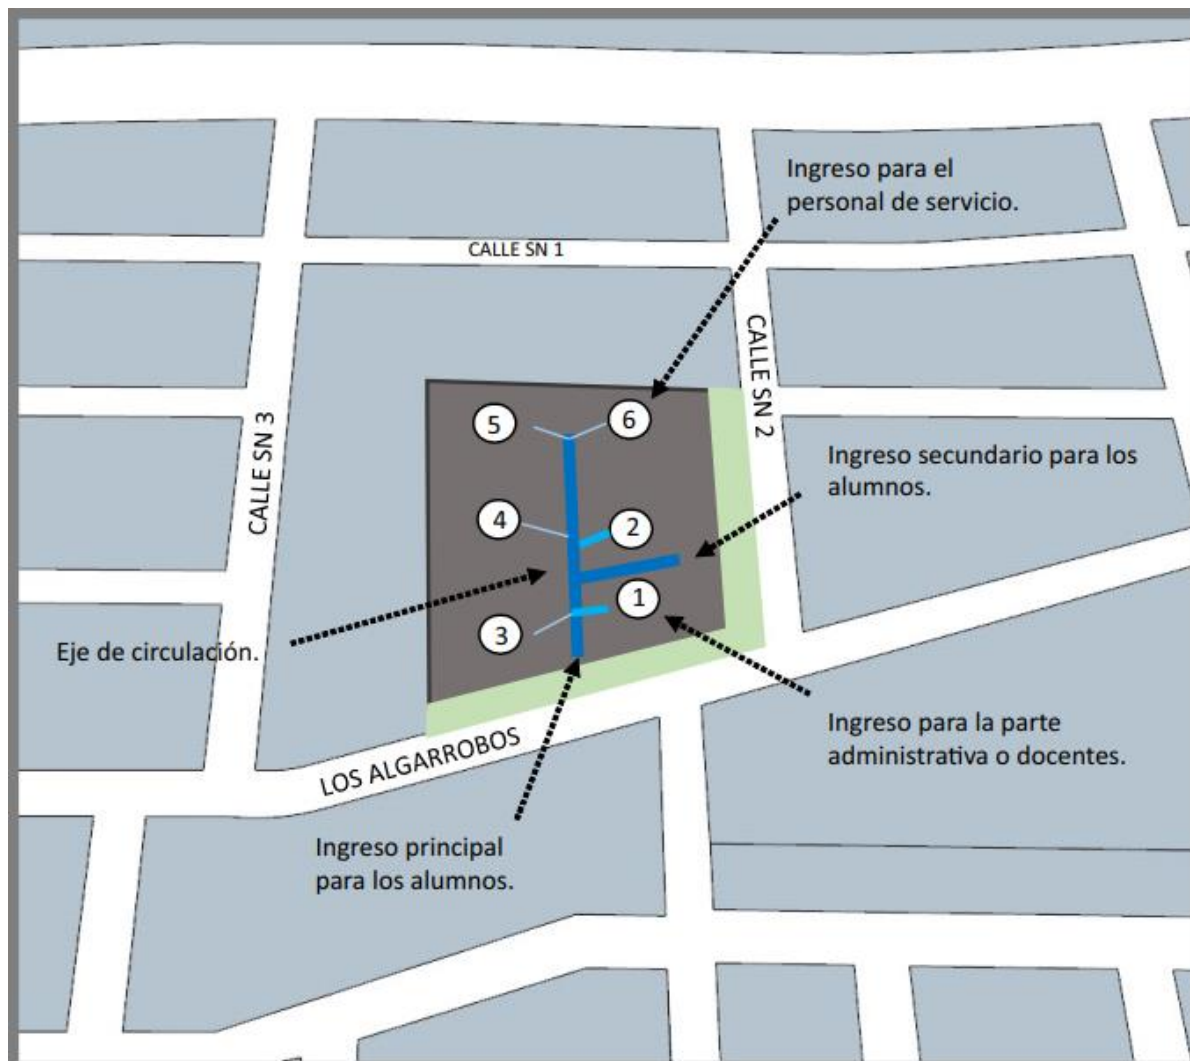 Ingreso para el
personal de servicio.
CALLE SN 1
CALLE SN 2
CALLE SN 3
5
6
Ingreso secundario para los
alumnos.
4
2
1
3
Eje de circulación.
Ingreso para la parte
administrativa o docentes.
LOS ALGARROBOS
Ingreso principal
para los alumnos.